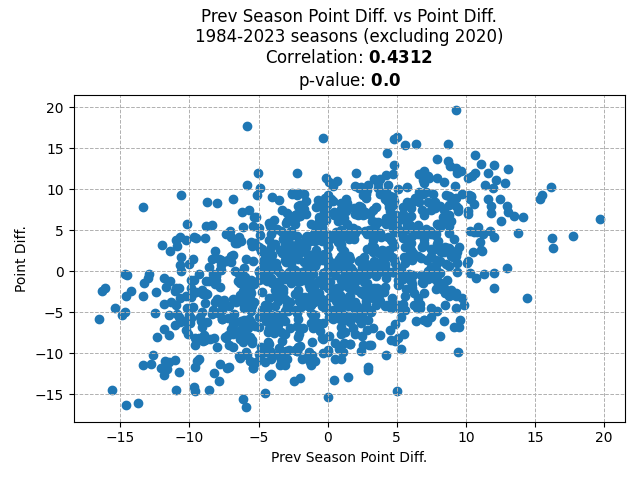 Prev Season Point Diff. vs Point Diff.
1984-2023 seasons (excluding 2020)
Correlation: 0.4312
p-value: 0.0
20
15
10
5
0
−5
−10
−15
Point Diff.
−15 −10 −5 0 5 10 15 20
Prev Season Point Diff.